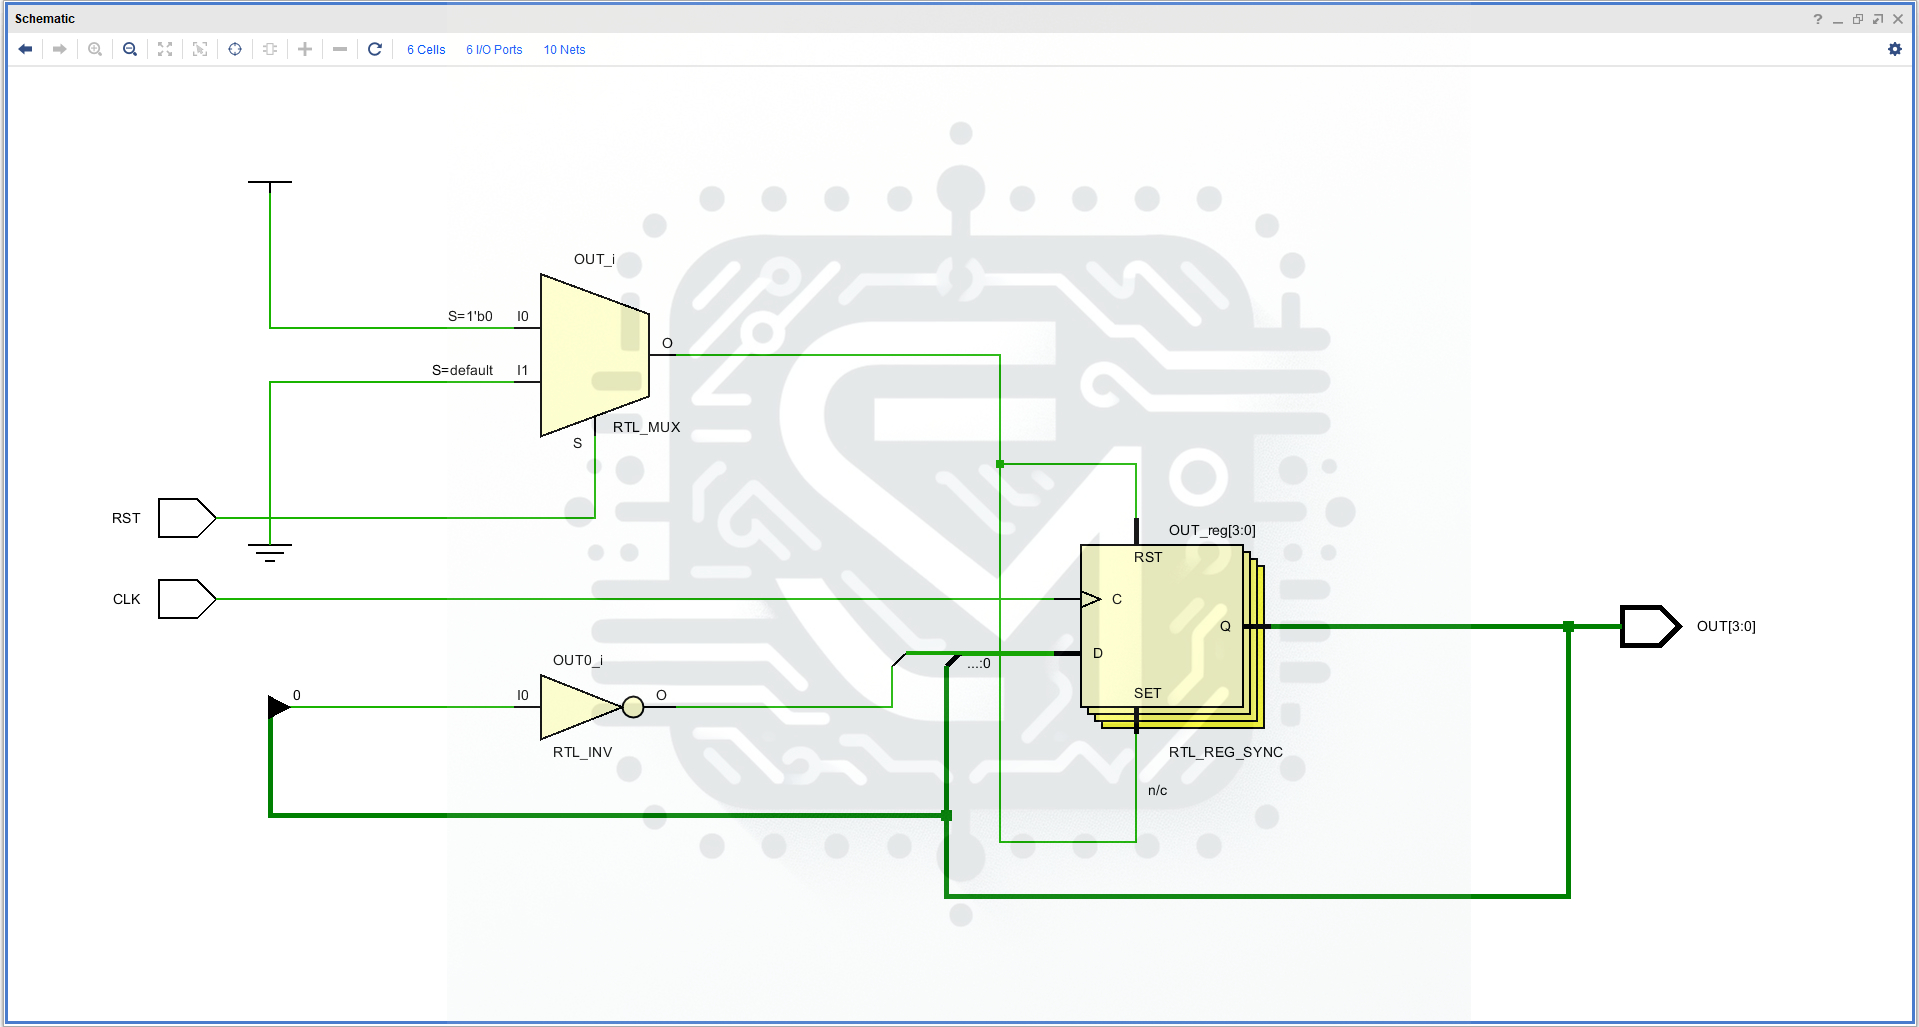 Schematic
?
6 Cells 6 I/O Ports 10 Nets
OUT_i
S=1'b0 I0
O
S=default I1
RTL_MUX
S
RST
OUT_reg[3:0]
RST
CLK
C
Q
OUT[3:0]
D
OUT0_i
...:0
0
I0
O
SET
RTL_INV
RTL_REG_SYNC
n/c